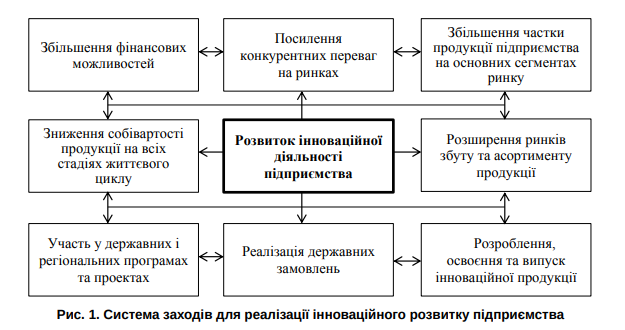 Збільшення фінансових
можливостей
Посилення
конкурентних переваг
на ринках
Збільшення частки
продукції підприємства
на основних сегментах
ринку
Зниження собівартості
продукції на всіх
стадіях життєвого
циклу
Розвиток інноваційної
діяльності
підприємства
Розширення ринків
збуту та асортименту
продукції
Участь у державних і
регіональних програмах
та проектах
Реалізація державних
замовлень
Розроблення,
освоєння та випуск
інноваційної продукції
Рис. 1. Система заходів для реалізації інноваційного розвитку підприємства